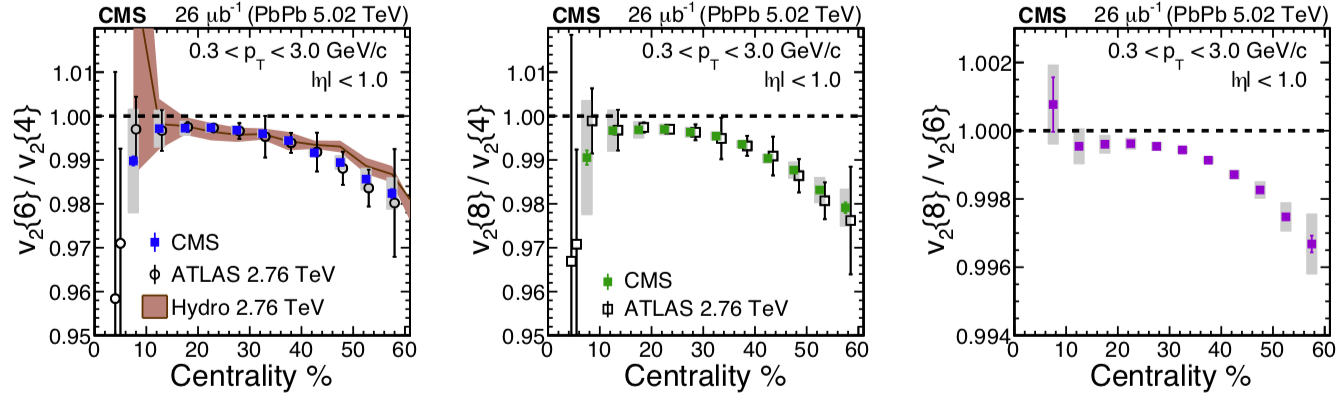 CMS 26 μb⁻¹ (PbPb 5.02 TeV)
0.3 < p_T < 3.0 GeV/c
|η| < 1.0
v₂{6} / v₂{4}
1.01
1.00
0.99
0.98
0.97
0.96
0.95
CMS
ATLAS 2.76 TeV
Hydro 2.76 TeV
0 10 20 30 40 50 60
Centrality %
CMS 26 μb⁻¹ (PbPb 5.02 TeV)
0.3 < p_T < 3.0 GeV/c
|η| < 1.0
v₂{8} / v₂{4}
1.01
1.00
0.99
0.98
0.97
0.96
0.95
CMS
ATLAS 2.76 TeV
0 10 20 30 40 50 60
Centrality %
CMS 26 μb⁻¹ (PbPb 5.02 TeV)
0.3 < p_T < 3.0 GeV/c
|η| < 1.0
v₂{8} / v₂{6}
1.002
1.000
0.998
0.996
0.994
0 10 20 30 40 50 60
Centrality %